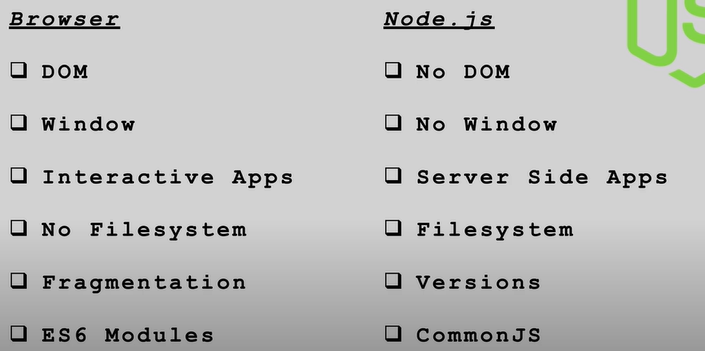 Browser
DOM
Window
Interactive Apps
No Filesystem
Fragmentation
ES6 Modules
Node.js
No DOM
No Window
Server Side Apps
Filesystem
Versions
CommonJS